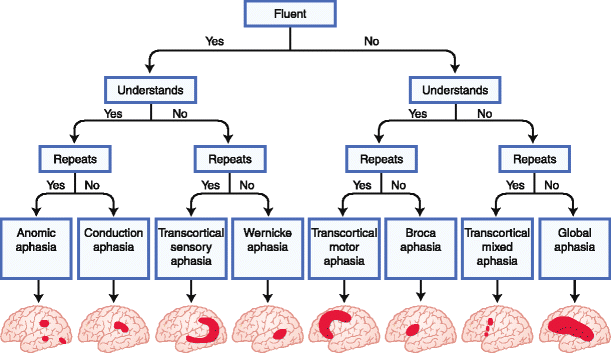 Fluent
Yes
No
Understands
Understands
Yes
No
Yes
No
Repeats
Repeats
Repeats
Repeats
Yes
No
Yes
No
Yes
No
Yes
No
Anomic
aphasia
Conduction
aphasia
Transcortical
sensory
aphasia
Wernicke
aphasia
Transcortical
motor
aphasia
Broca
aphasia
Transcortical
mixed
aphasia
Global
aphasia